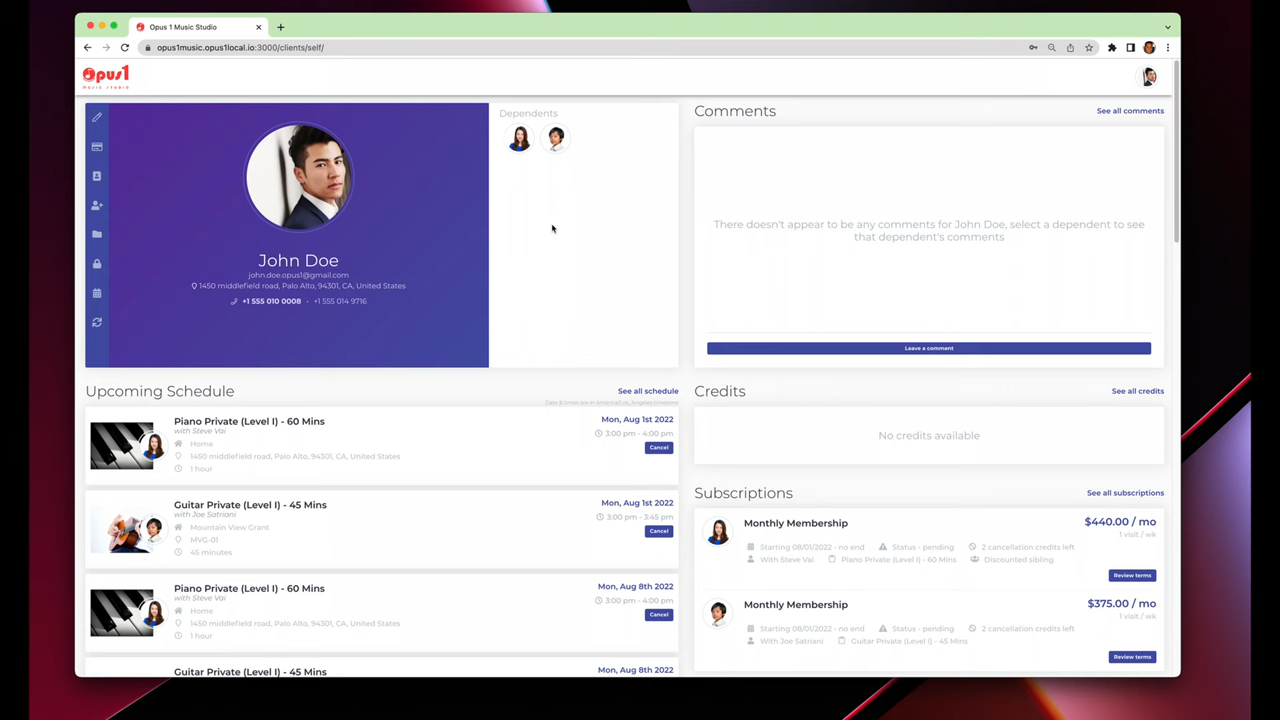 Opus 1 Music Studio
opus1music.opus1local.io:3000/clients/self/
Opus1
MUSIC STUDIO
John Doe
john.doe.opus1@gmail.com
1450 middlefield road, Palo Alto, 94301, CA, United States
+1 555 010 0008 • +1 555 014 9716
Dependents
Comments
See all comments
There doesn't appear to be any comments for John Doe, select a dependent to see
that dependent's comments
Leave a comment
Upcoming Schedule
See all schedule
Piano Private (Level I) - 60 Mins
with Steve Vai
Home
1450 middlefield road, Palo Alto, 94301, CA, United States
1 hour
Mon, Aug 1st 2022
3:00 pm - 4:00 pm
Cancel
Guitar Private (Level I) - 45 Mins
with Joe Satriani
Mountain View Grant
MVG-01
45 minutes
Mon, Aug 1st 2022
3:00 pm - 3:45 pm
Cancel
Piano Private (Level I) - 60 Mins
with Steve Vai
Home
1450 middlefield road, Palo Alto, 94301, CA, United States
1 hour
Mon, Aug 8th 2022
3:00 pm - 4:00 pm
Cancel
Guitar Private (Level I) - 45 Mins
Mon, Aug 8th 2022
Credits
See all credits
No credits available
Subscriptions
See all subscriptions
Monthly Membership
$440.00 / mo
1 visit / wk
Starting 08/01/2022 - no end
Status - pending
2 cancellation credits left
With Steve Vai
Piano Private (Level I) - 60 Mins
Discounted sibling
Review terms
Monthly Membership
$375.00 / mo
1 visit / wk
Starting 08/01/2022 - no end
Status - pending
2 cancellation credits left
With Joe Satriani
Guitar Private (Level I) - 45 Mins
Review terms